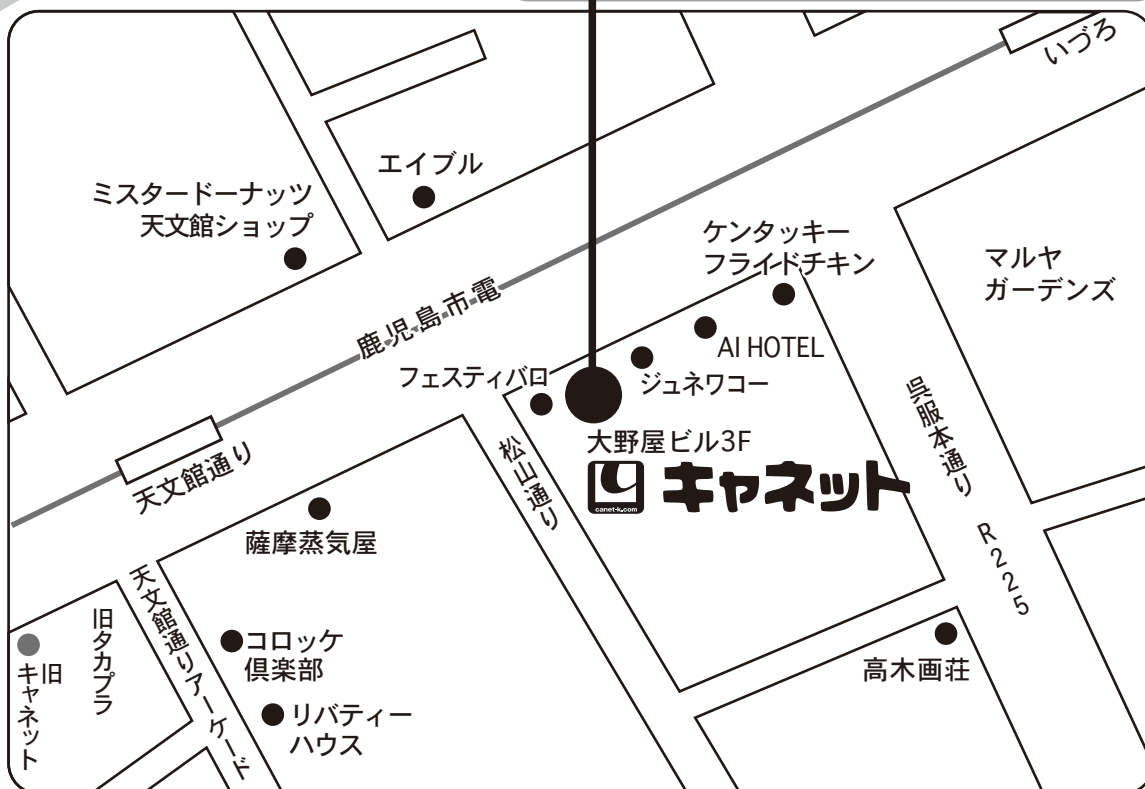 いづろ
エイブル
ミスタードーナッツ
天文館ショップ
ケンタッキー
フライドチキン
マルヤ
ガーデンズ
鹿児島市電
AI HOTEL
ジュネワコー
フェスティバロ
大野屋ビル3F
canet-k.com
キャネット
松山通り
呉服本通り R225
天文館通り
薩摩蒸気屋
天文館通りアーケード
旧タカプラ
旧
キャネット
コロッケ
倶楽部
リバティー
ハウス
高木画荘